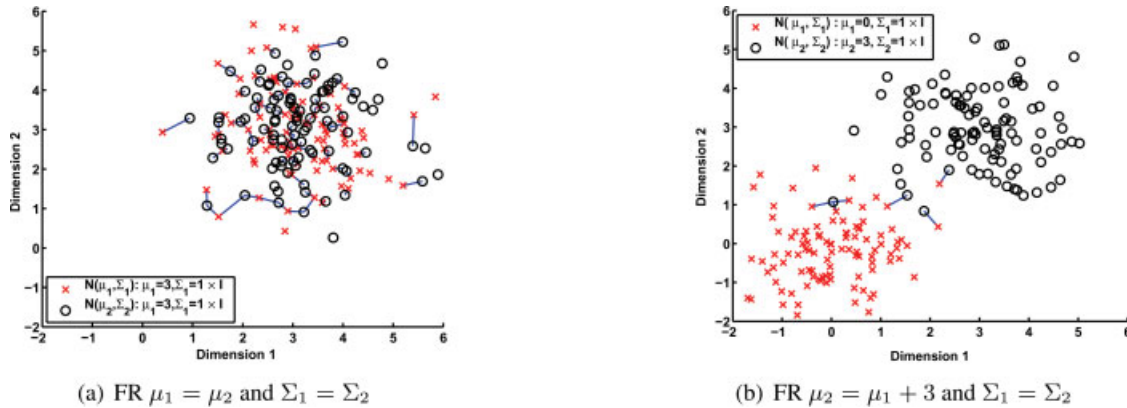 6
5
4
3
2
1
0
−1
−2
Dimension 2
N(μ₁,Σ₁): μ₁=3,Σ₁=1 × I
N(μ₂,Σ₂): μ₁=3,Σ₁=1 × I
−2 −1 0 1 2 3 4 5 6
Dimension 1
(a) FR μ₁ = μ₂ and Σ₁ = Σ₂
6
5
4
3
2
1
0
−1
−2
Dimension 2
N( μ₁,Σ₁) : μ₁=0, Σ₁=1 × I
N( μ₂, Σ₂) : μ₂=3, Σ₂=1 × I
−2 −1 0 1 2 3 4 5 6
Dimension 1
(b) FR μ₂ = μ₁ + 3 and Σ₁ = Σ₂